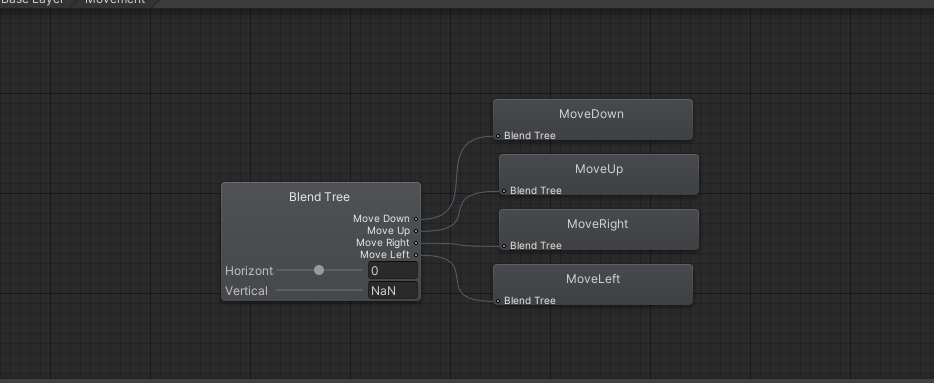 Base Layer
Movement
MoveDown
Blend Tree
MoveUp
Blend Tree
MoveRight
Blend Tree
MoveLeft
Blend Tree
Blend Tree
Move Down
Move Up
Move Right
Move Left
Horizont 0
Vertical NaN